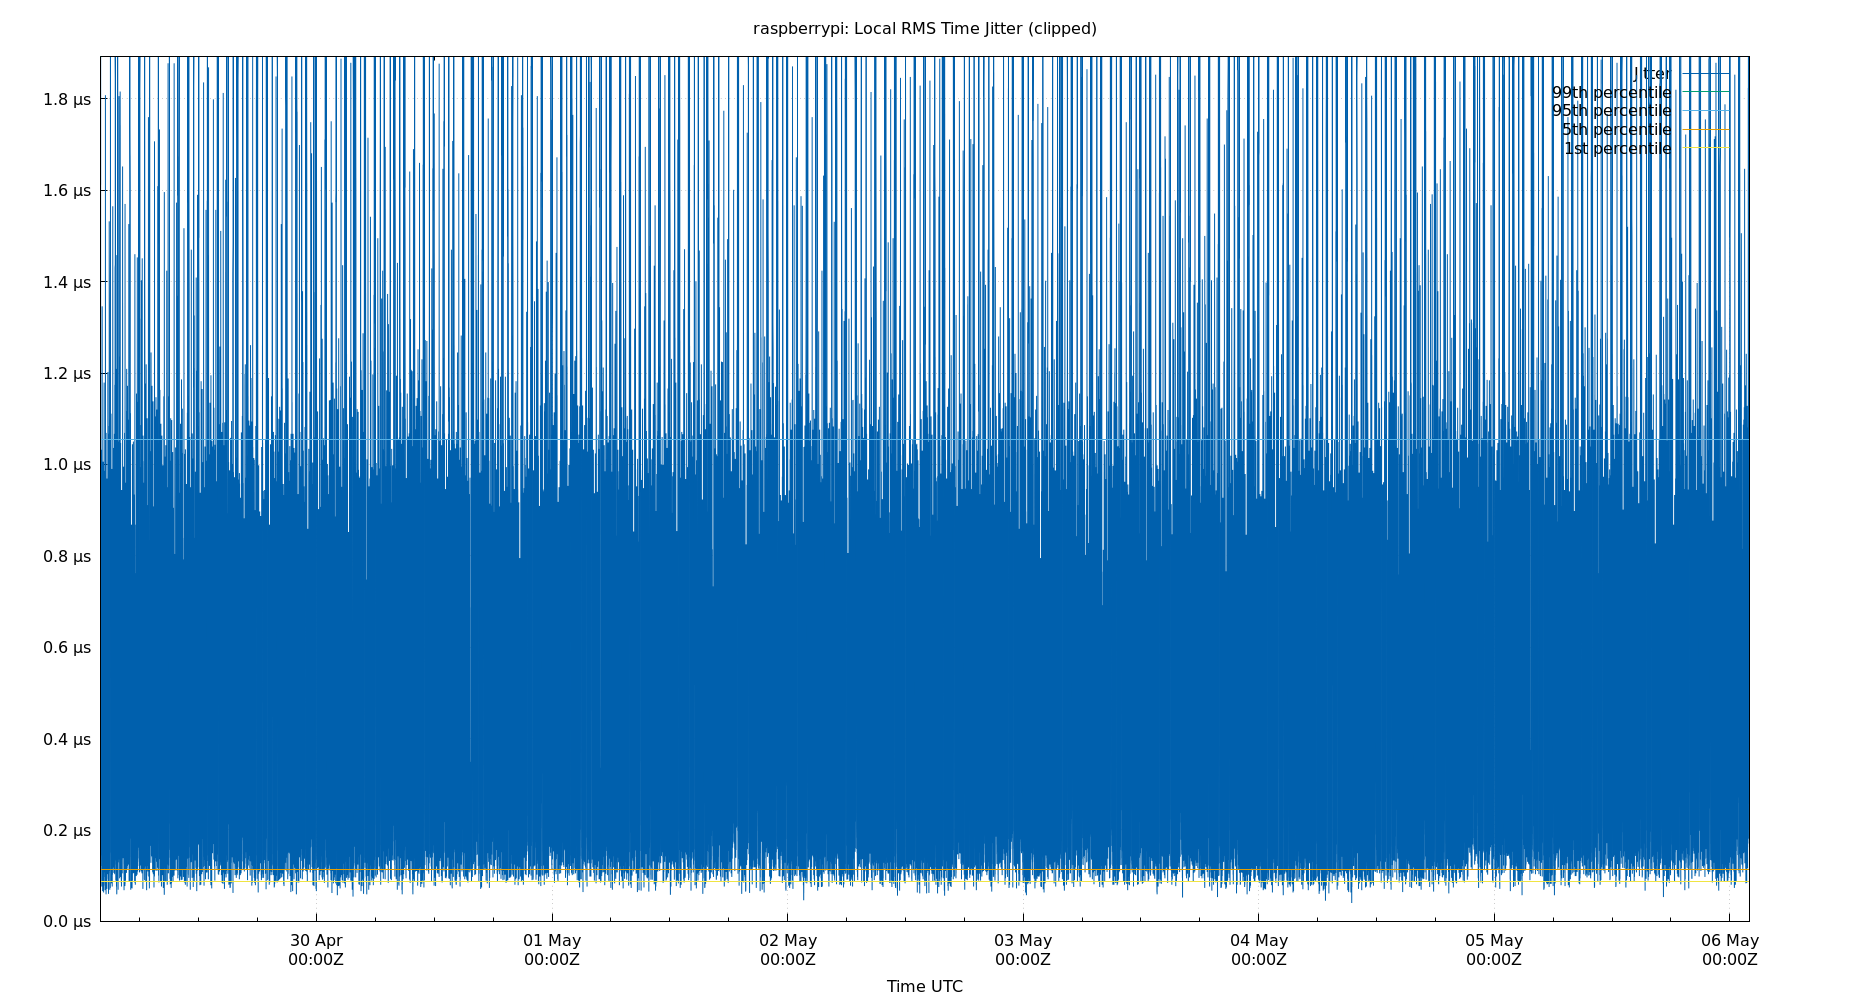 raspberrypi: Local RMS Time Jitter (clipped)
Jitter
99th percentile
95th percentile
5th percentile
1st percentile
1.8 µs
1.6 µs
1.4 µs
1.2 µs
1.0 µs
0.8 µs
0.6 µs
0.4 µs
0.2 µs
0.0 µs
30 Apr 01 May 02 May 03 May 04 May 05 May 06 May
00:00Z 00:00Z 00:00Z 00:00Z 00:00Z 00:00Z 00:00Z
Time UTC